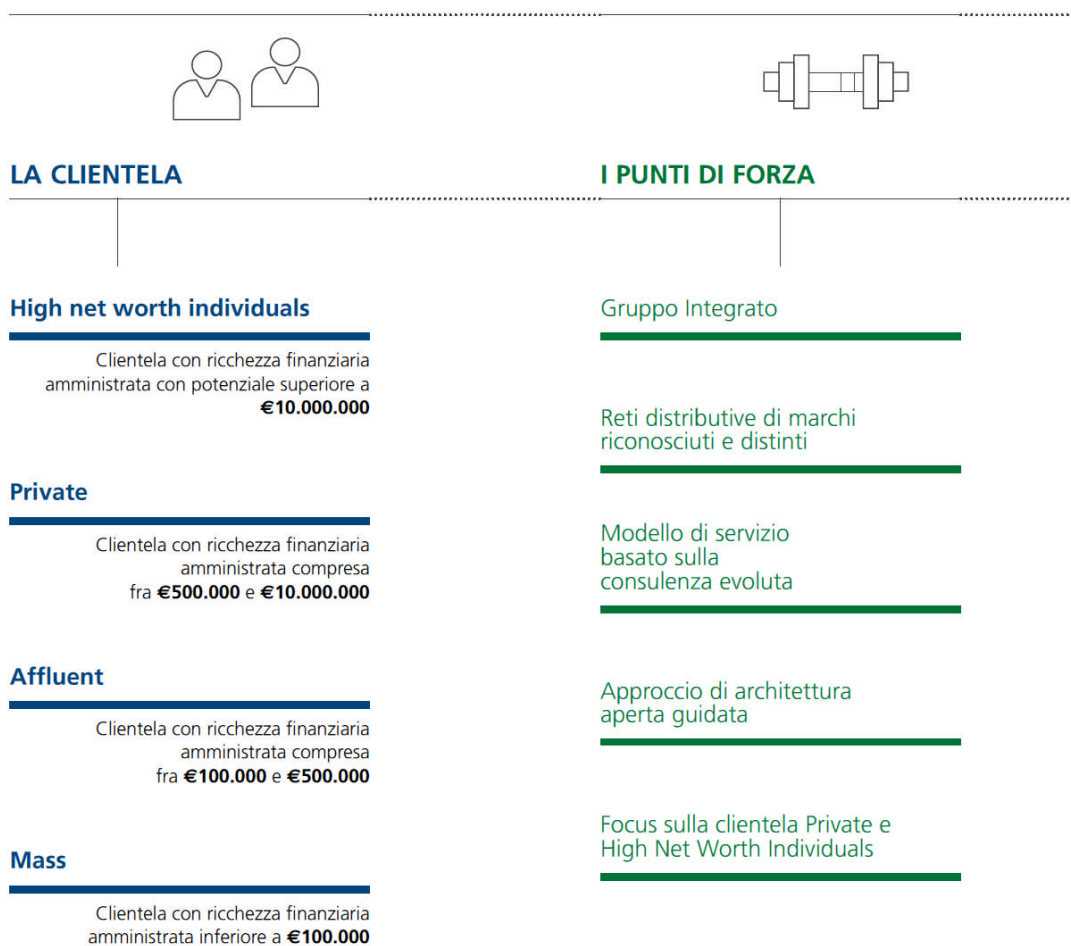 LA CLIENTELA
High net worth individuals
Clientela con ricchezza finanziaria
amministrata con potenziale superiore a
€10.000.000
Private
Clientela con ricchezza finanziaria
amministrata compresa
fra €500.000 e €10.000.000
Affluent
Clientela con ricchezza finanziaria
amministrata compresa
fra €100.000 e €500.000
Mass
Clientela con ricchezza finanziaria
amministrata inferiore a €100.000
I PUNTI DI FORZA
Gruppo Integrato
Reti distributive di marchi
riconosciuti e distinti
Modello di servizio
basato sulla
consulenza evoluta
Approccio di architettura
aperta guidata
Focus sulla clientela Private e
High Net Worth Individuals